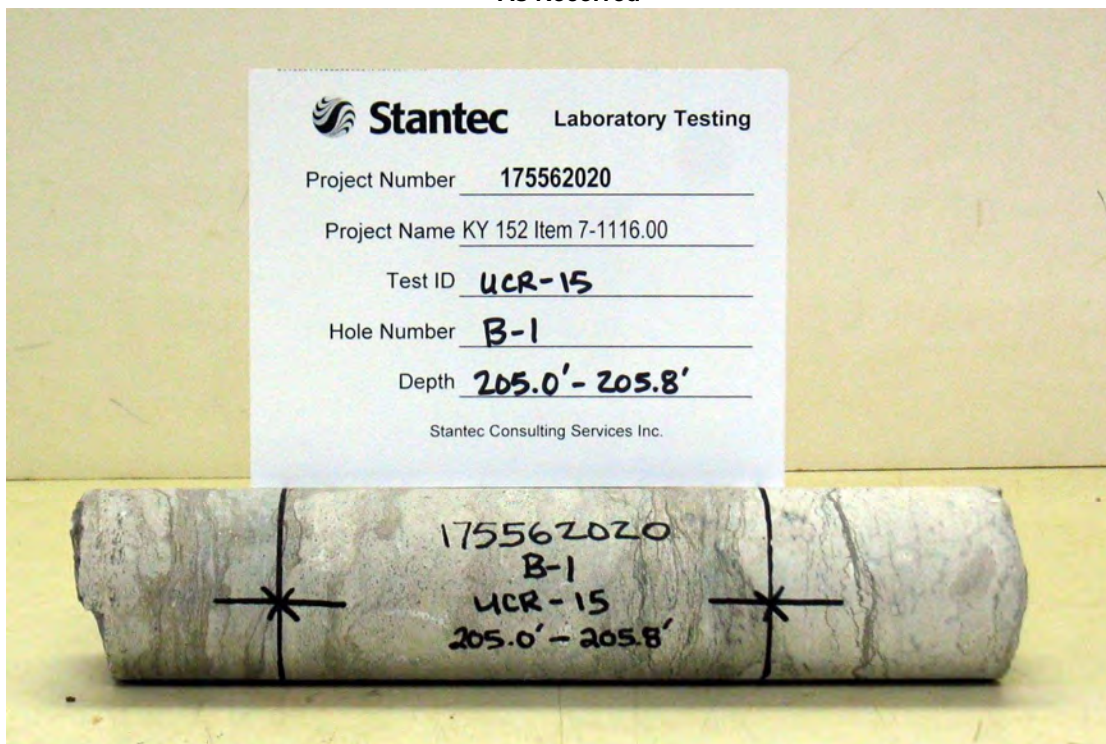 As Received
Stantec Laboratory Testing
Project Number 175562020
Project Name KY 152 Item 7-1116.00
Test ID UCR-15
Hole Number B-1
Depth 205.0'-205.8'
Stantec Consulting Services Inc.
175562020
B-1
UCR-15
205.0'-205.8'